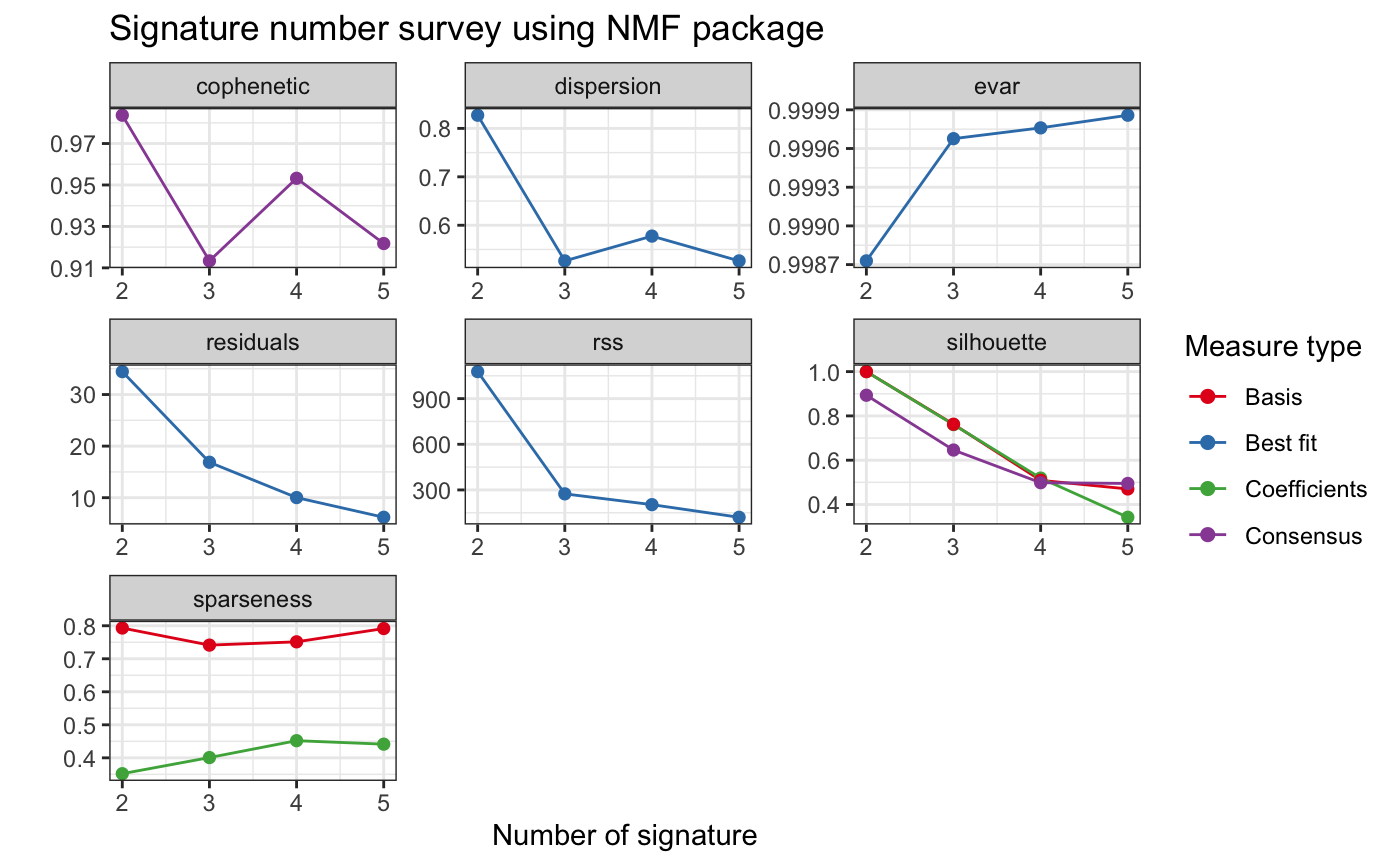 Signature number survey using NMF package
cophenetic
dispersion
evar
0.97
0.95
0.93
0.91
2 3 4 5
0.8
0.7
0.6
2 3 4 5
0.9999
0.9996
0.9993
0.9990
0.9987
2 3 4 5
residuals
rss
silhouette
30
20
10
2 3 4 5
900
600
300
2 3 4 5
1.0
0.8
0.6
0.4
2 3 4 5
Measure type
Basis
Best fit
Coefficients
Consensus
sparseness
0.8
0.7
0.6
0.5
0.4
2 3 4 5
Number of signature